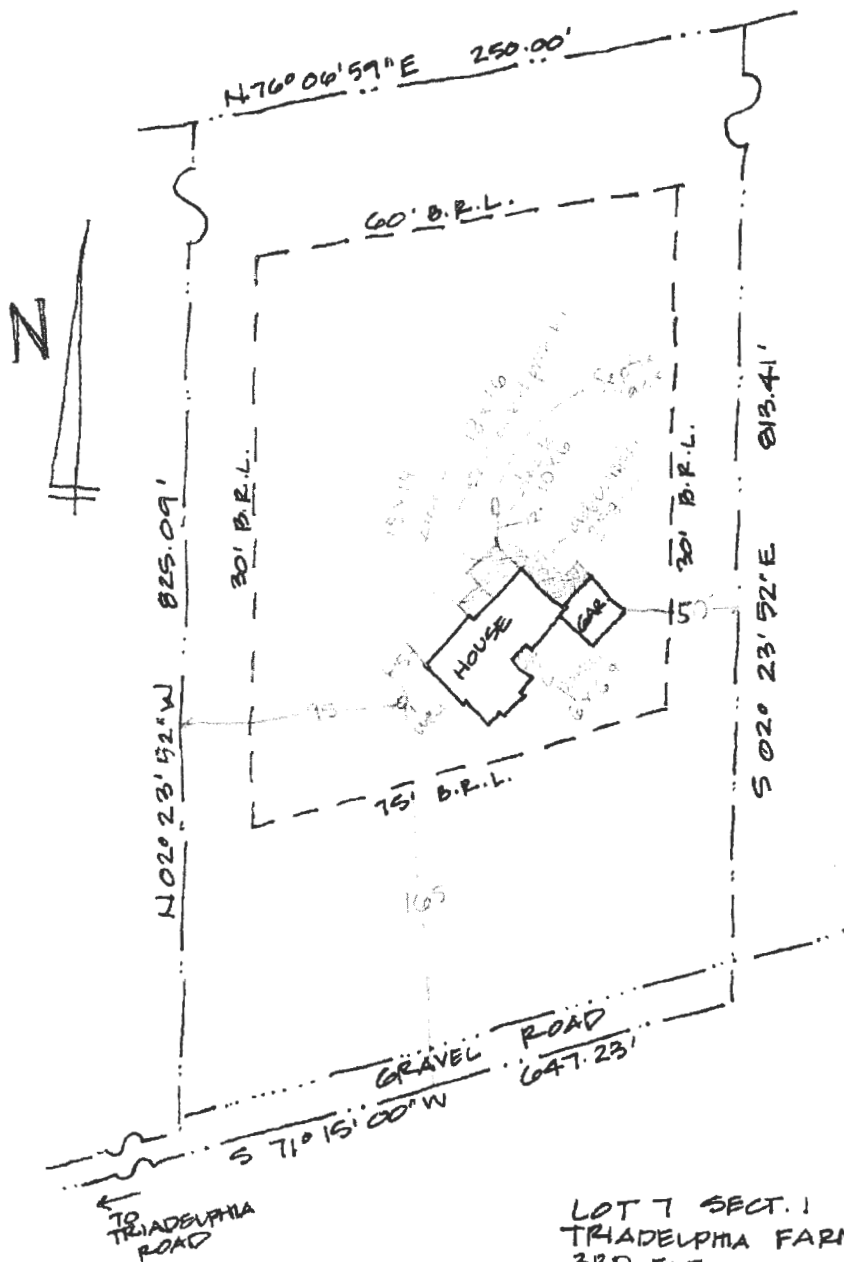 N 76° 06' 59" E 250.00'
60' B.R.L.
N
813.41'
825.09'
30' B.R.L.
30' B.R.L.
HOUSE
GAR
50'
S 02° 23' 52" E
N 02° 23' 52" W
95
75' B.R.L.
165
GRAVEL ROAD
S 71° 15' 00" W 647.23'
TO
TRIADELPHIA
ROAD
LOT 7 SECT. 1
TRIADELPHIA FARM